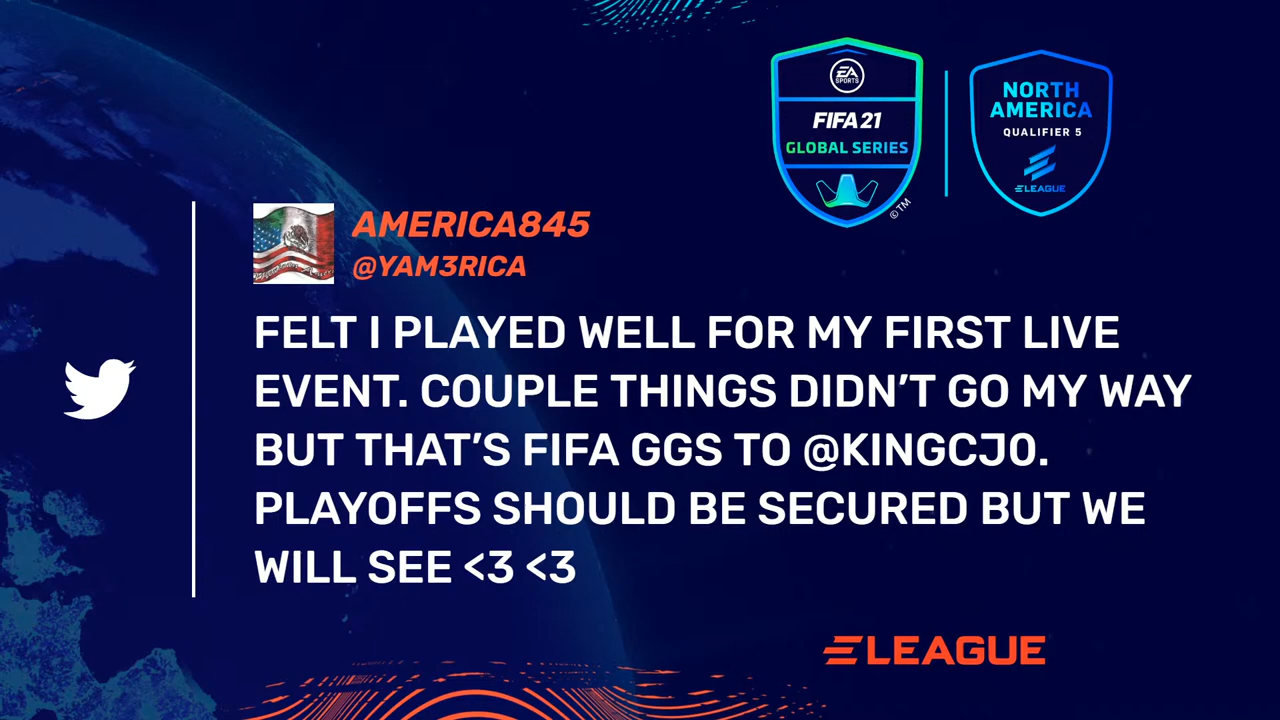 EA
SPORTS
FIFA 21
GLOBAL SERIES
©™
NORTH
AMERICA
QUALIFIER 5
ELEAGUE
AMERICA845
@YAM3RICA
FELT I PLAYED WELL FOR MY FIRST LIVE
EVENT. COUPLE THINGS DIDN'T GO MY WAY
BUT THAT'S FIFA GGS TO @KINGCJ0.
PLAYOFFS SHOULD BE SECURED BUT WE
WILL SEE <3 <3
ELEAGUE